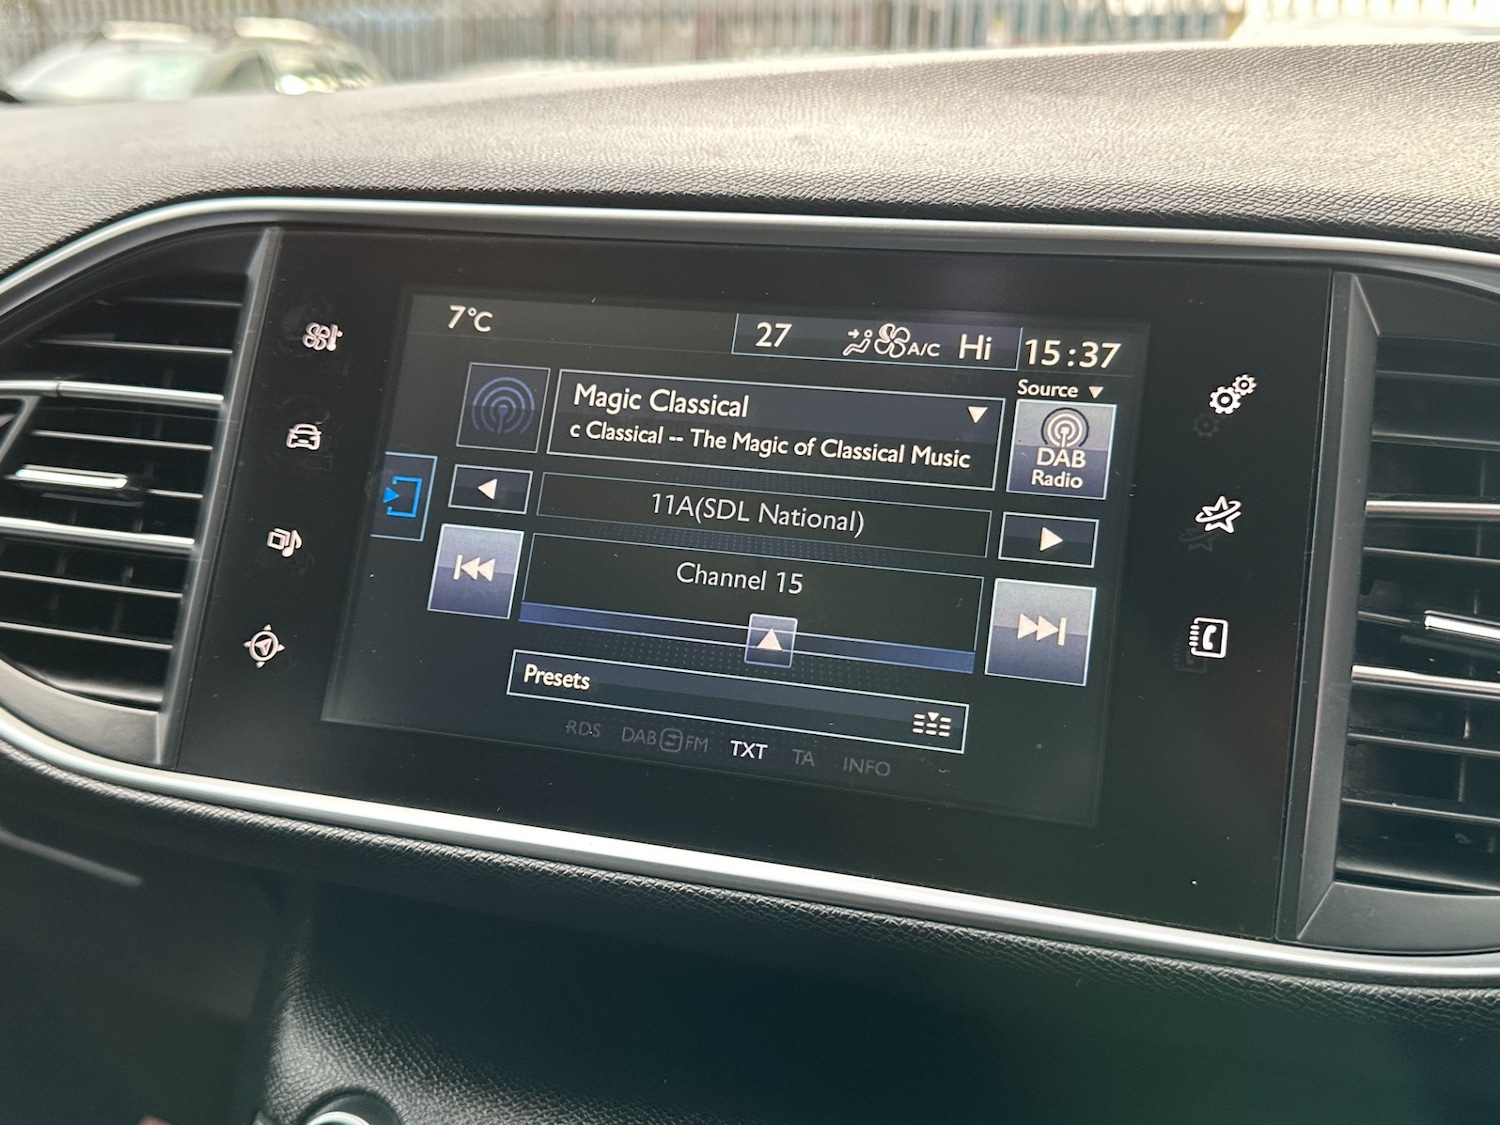 7°C
27 A/C Hi 15:37
Source
Magic Classical
c Classical -- The Magic of Classical Music
DAB
Radio
11A(SDL National)
Channel 15
Presets
RDS DAB FM TXT TA INFO